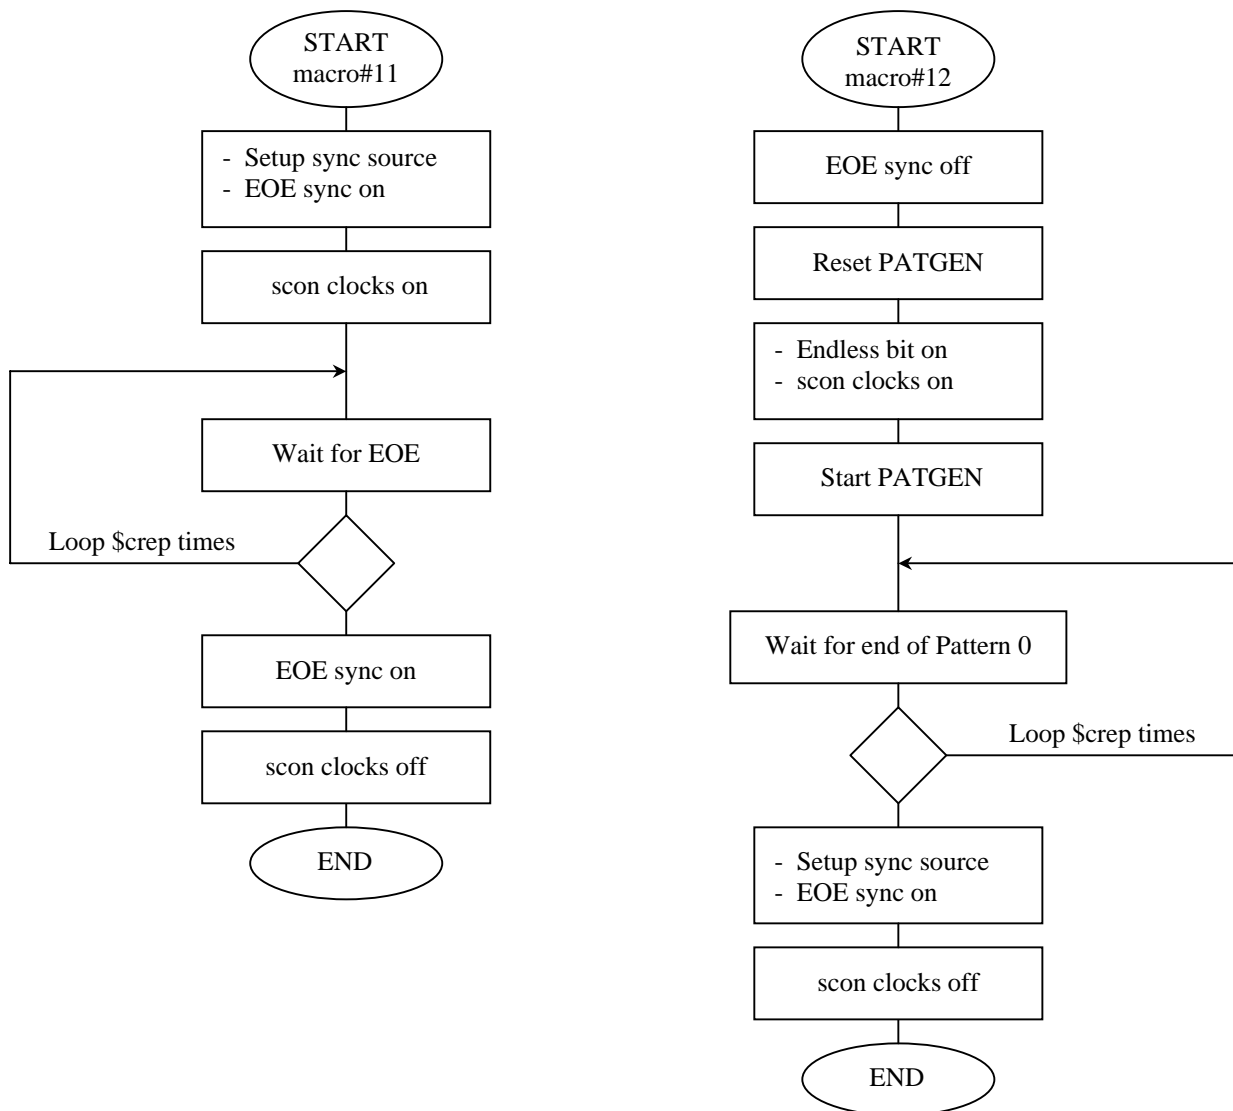 START
macro#11
- Setup sync source
- EOE sync on
scon clocks on
Wait for EOE
Loop $crep times
EOE sync on
scon clocks off
END
START
macro#12
EOE sync off
Reset PATGEN
- Endless bit on
- scon clocks on
Start PATGEN
Wait for end of Pattern 0
Loop $crep times
- Setup sync source
- EOE sync on
scon clocks off
END